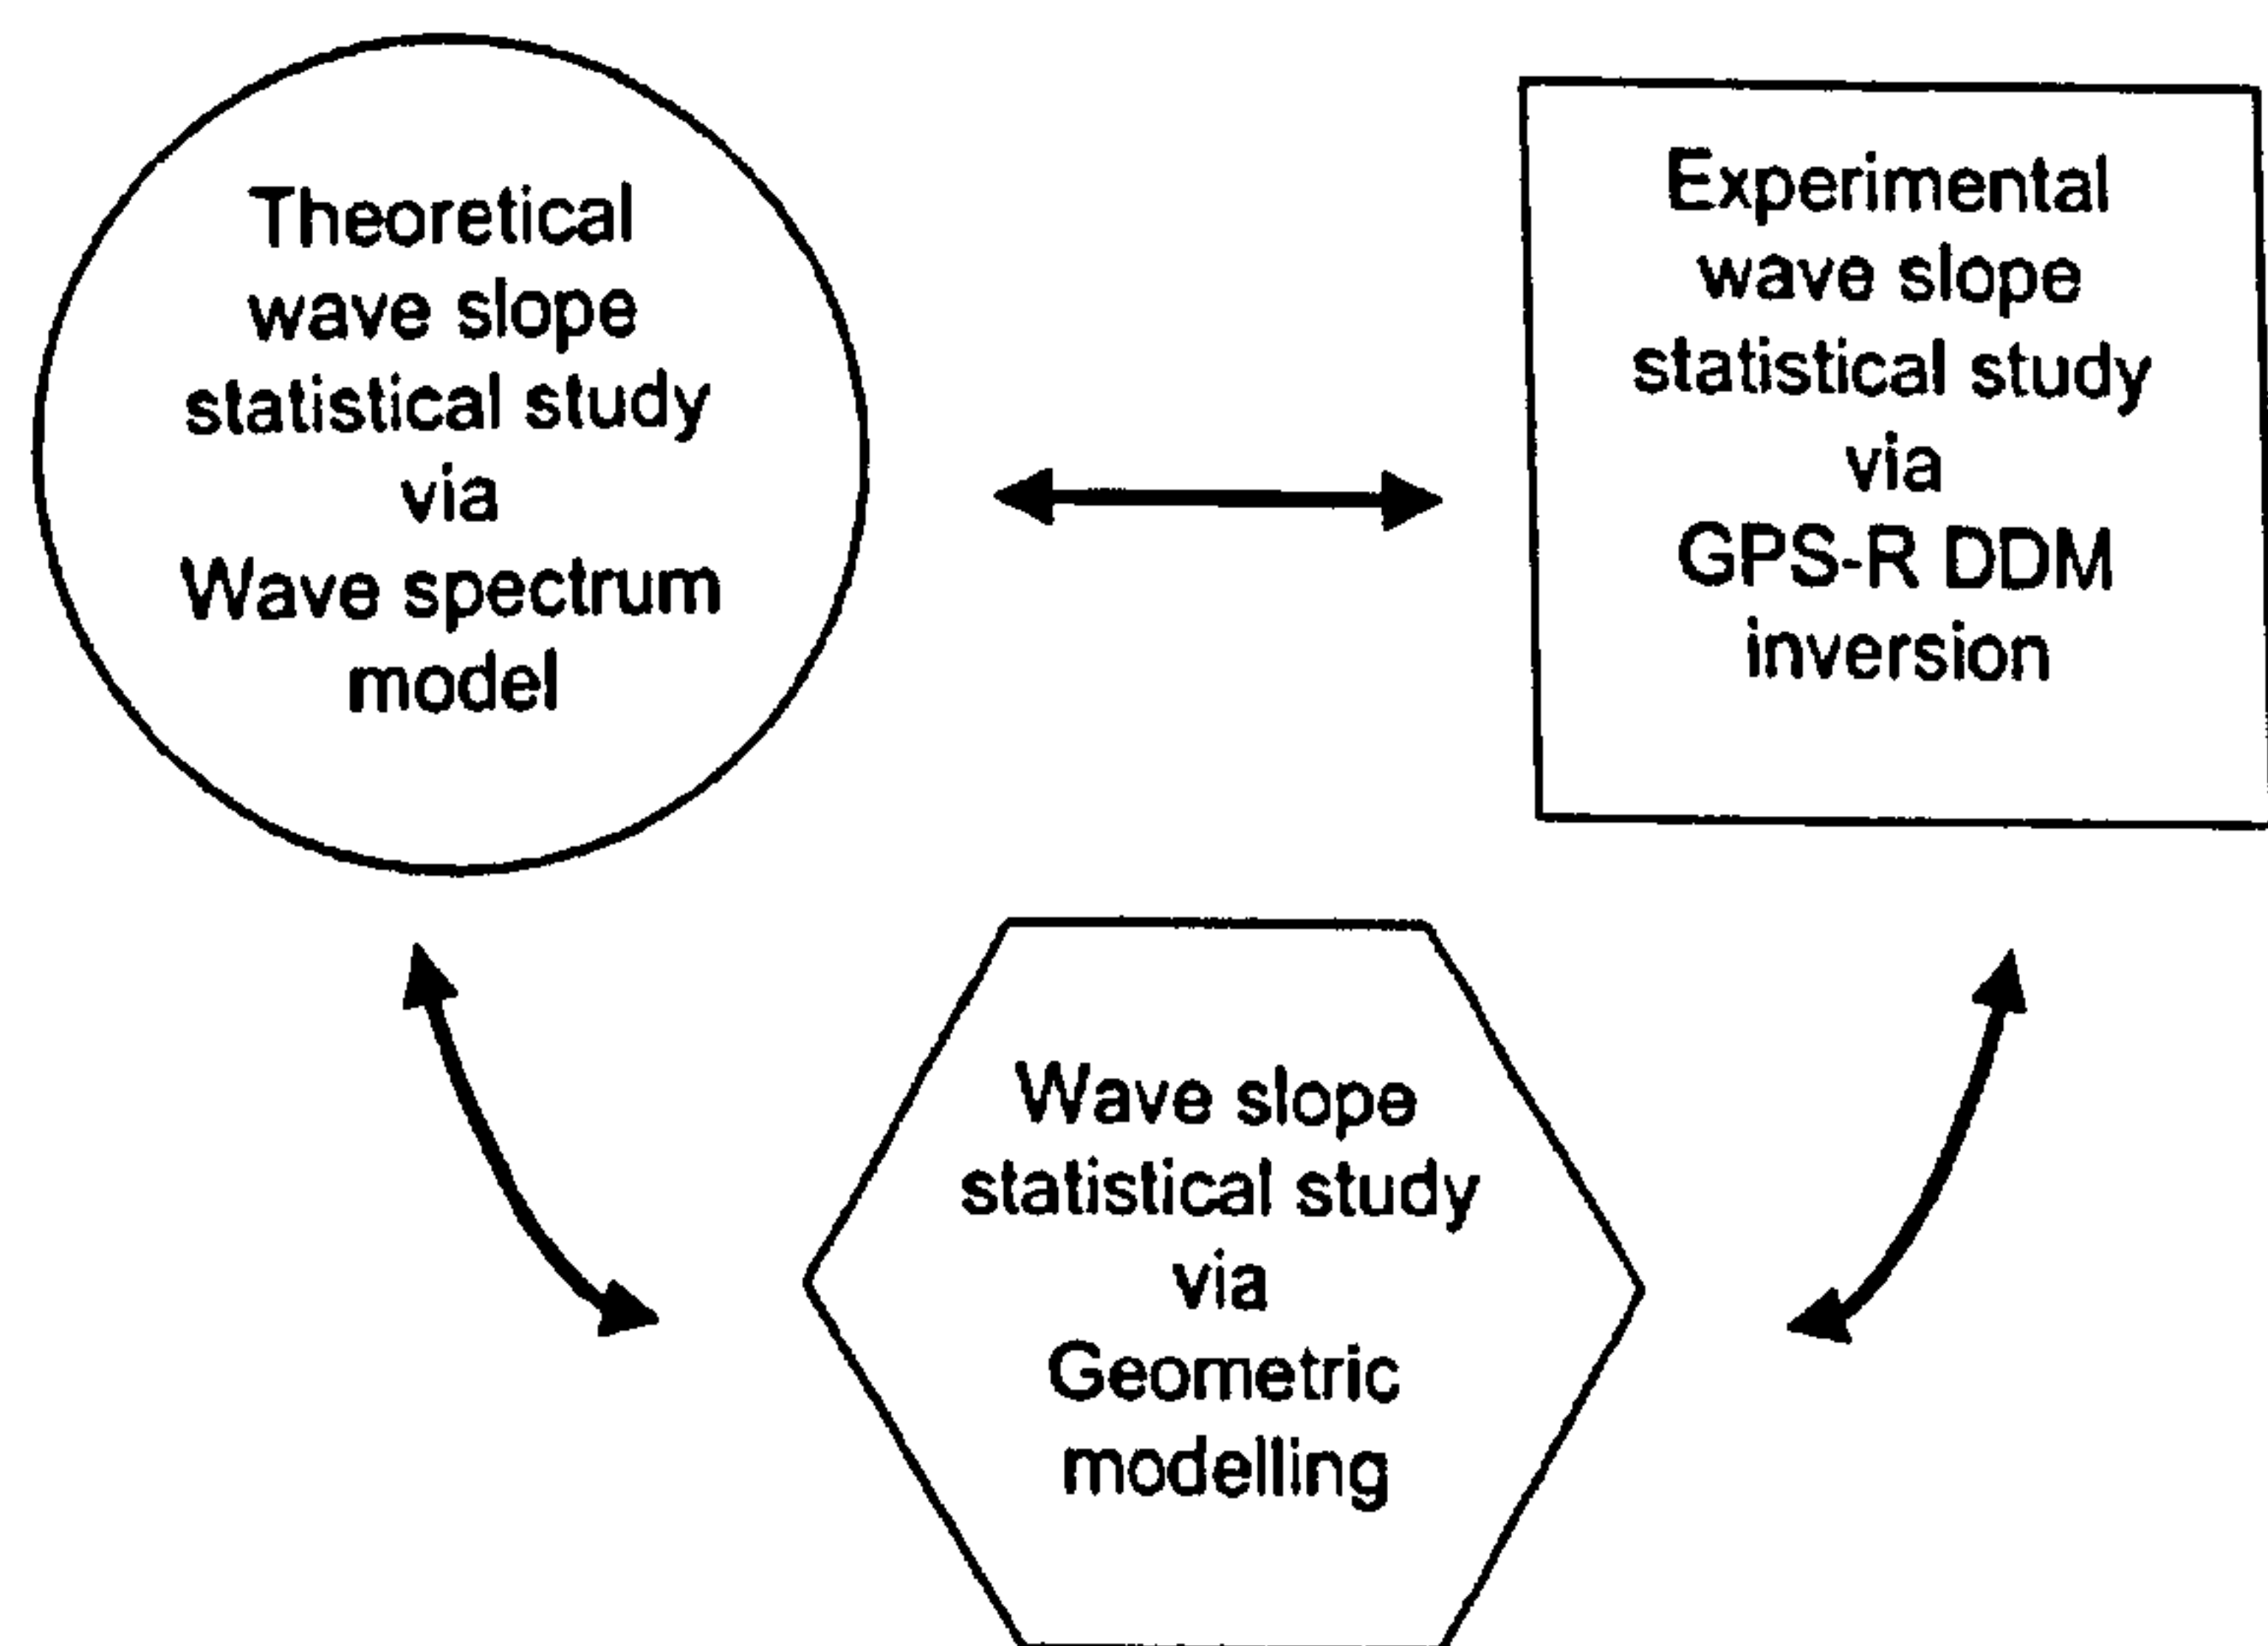 Theoretical
wave slope
statistical study
via
Wave spectrum
model
Experimental
wave slope
statistical study
via
GPS-R DDM
inversion
Wave slope
statistical study
via
Geometric
modelling